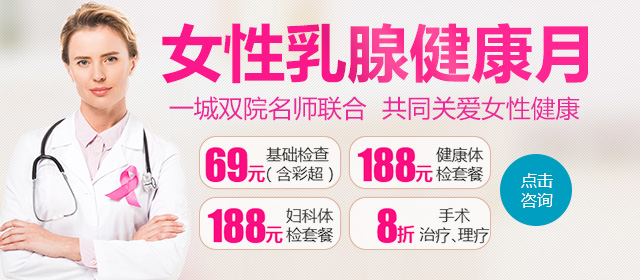 女性乳腺健康月
一城双院名师联合 共同关爱女性健康
69元 基础检查
(含彩超)
188元 健康体
检套餐
点击
咨询
188元 妇科体
检套餐
8折 手术
治疗、理疗